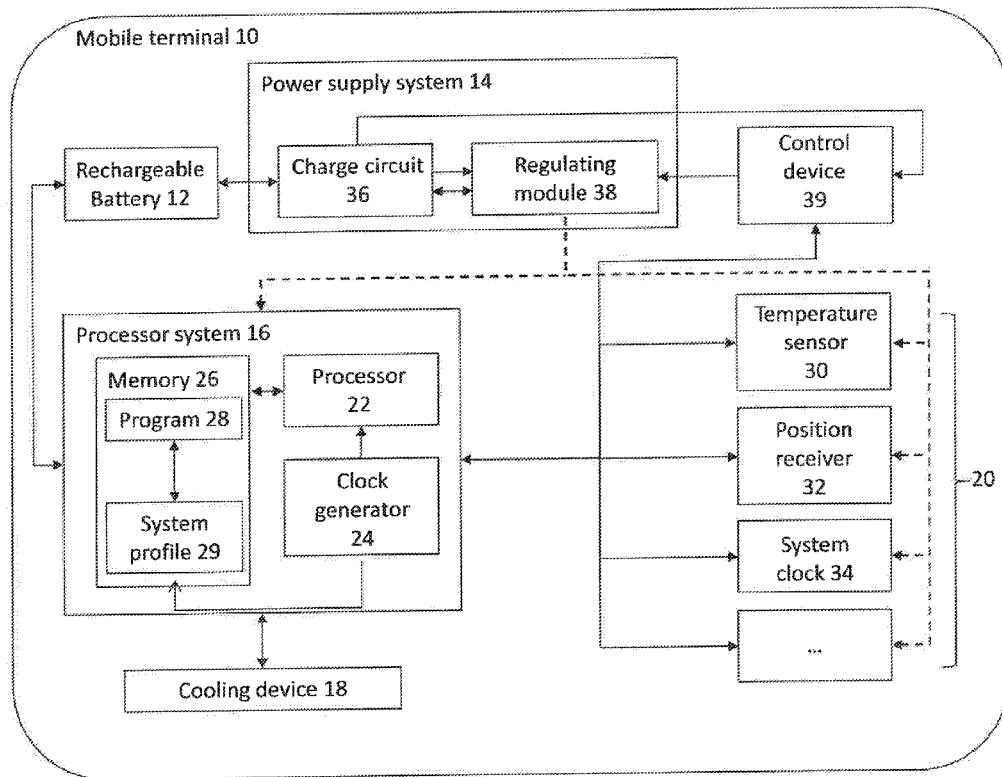 Mobile terminal 10
Power supply system 14
Rechargeable
Battery 12
Charge circuit
36
Regulating
module 38
Control
device
39
Processor system 16
Memory 26
Program 28
System
profile 29
Processor
22
Clock
generator
24
Temperature
sensor
30
Position
receiver
32
System
clock 34
...
20
Cooling device 18